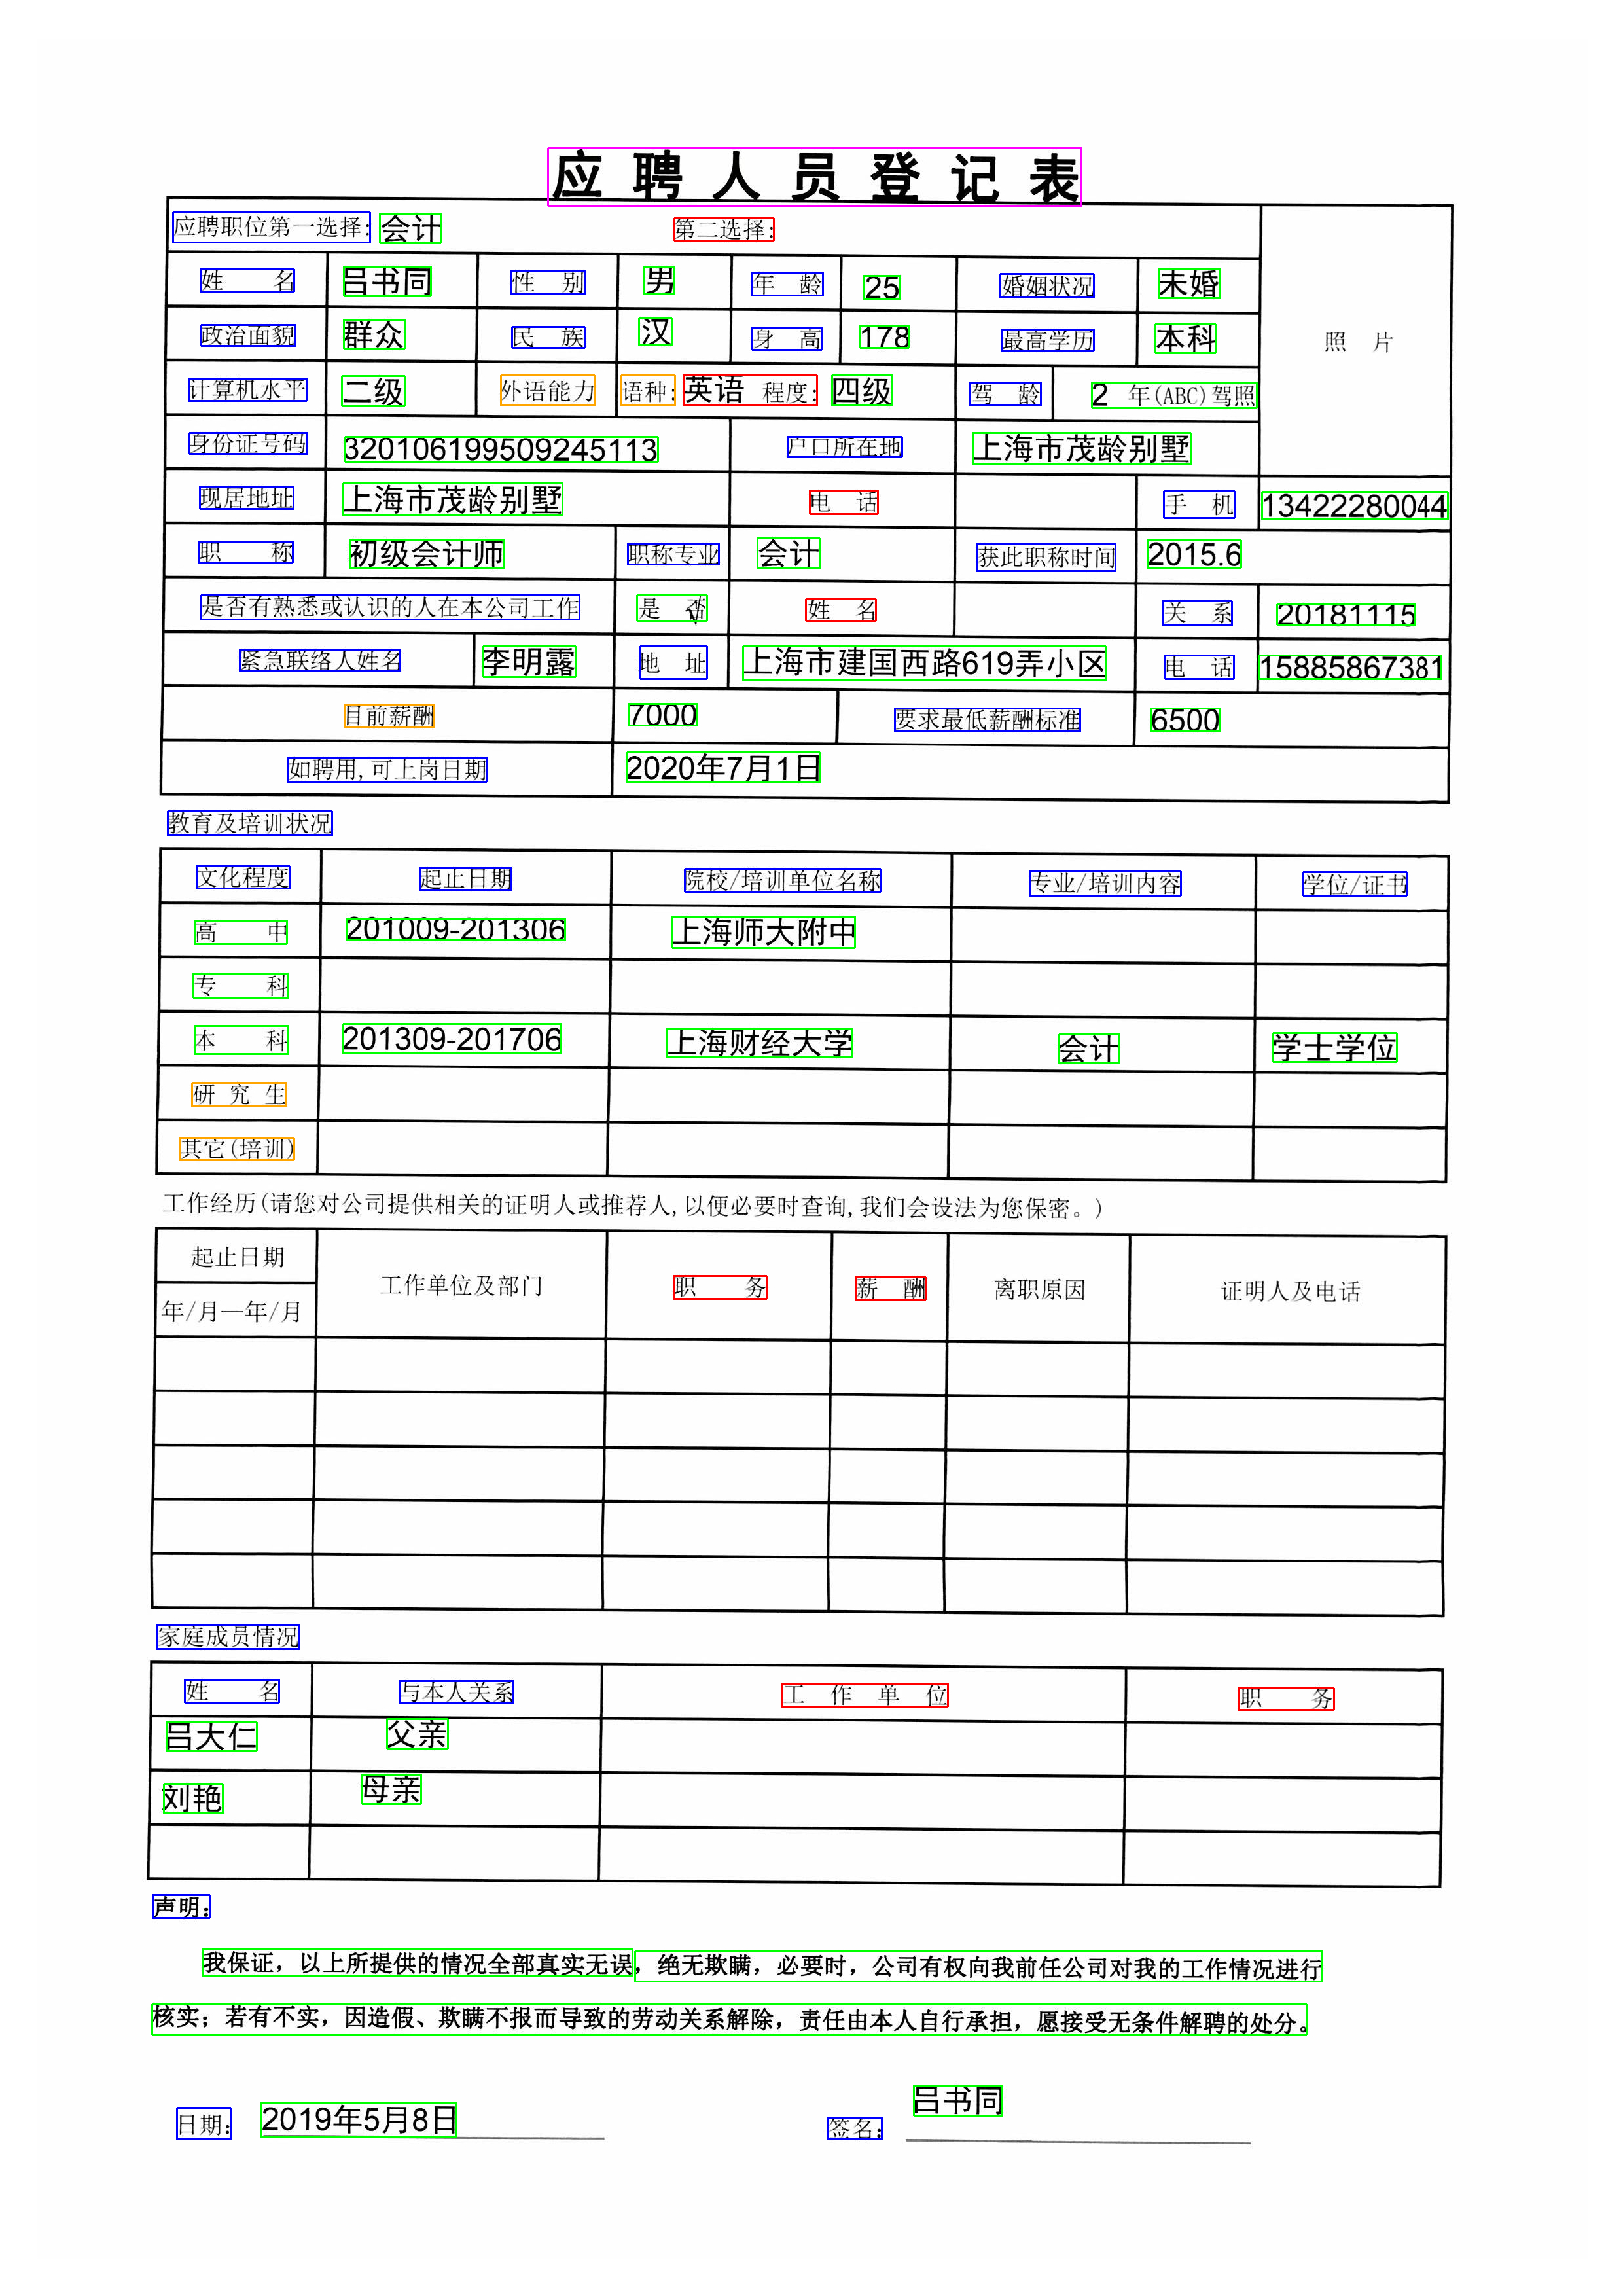 应聘人员登记表
应聘职位第一选择: 会计 第二选择:
姓 名 吕书同 性 别 男 年 龄 25 婚姻状况 未婚
照 片
政治面貌 群众 民 族 汉 身 高 178 最高学历 本科
计算机水平 二级 外语能力 语种: 英语 程度: 四级 驾 龄 2 年(ABC)驾照
身份证号码 320106199509245113 户口所在地 上海市茂龄别墅
现居地址 上海市茂龄别墅 电 话 手 机 13422280044
职 称 初级会计师 职称专业 会计 获此职称时间 2015.6
是否有熟悉或认识的人在本公司工作 是 否√ 姓 名 关 系 20181115
紧急联络人姓名 李明露 地 址 上海市建国西路619弄小区 电 话 15885867381
目前薪酬 7000 要求最低薪酬标准 6500
如聘用,可上岗日期 2020年7月1日
教育及培训状况
文化程度 起止日期 院校/培训单位名称 专业/培训内容 学位/证书
高 中 201009-201306 上海师大附中
专 科
本 科 201309-201706 上海财经大学 会计 学士学位
研 究 生
其它(培训)
工作经历(请您对公司提供相关的证明人或推荐人,以便必要时查询,我们会设法为您保密。)
起止日期 工作单位及部门 职 务 薪 酬 离职原因 证明人及电话
年/月—年/月
家庭成员情况
姓 名 与本人关系 工 作 单 位 职 务
吕大仁 父亲
刘艳 母亲
声明:
我保证，以上所提供的情况全部真实无误，绝无欺瞒，必要时，公司有权向我前任公司对我的工作情况进行
核实；若有不实，因造假、欺瞒不报而导致的劳动关系解除，责任由本人自行承担，愿接受无条件解聘的处分。
日期: 2019年5月8日 签名: 吕书同